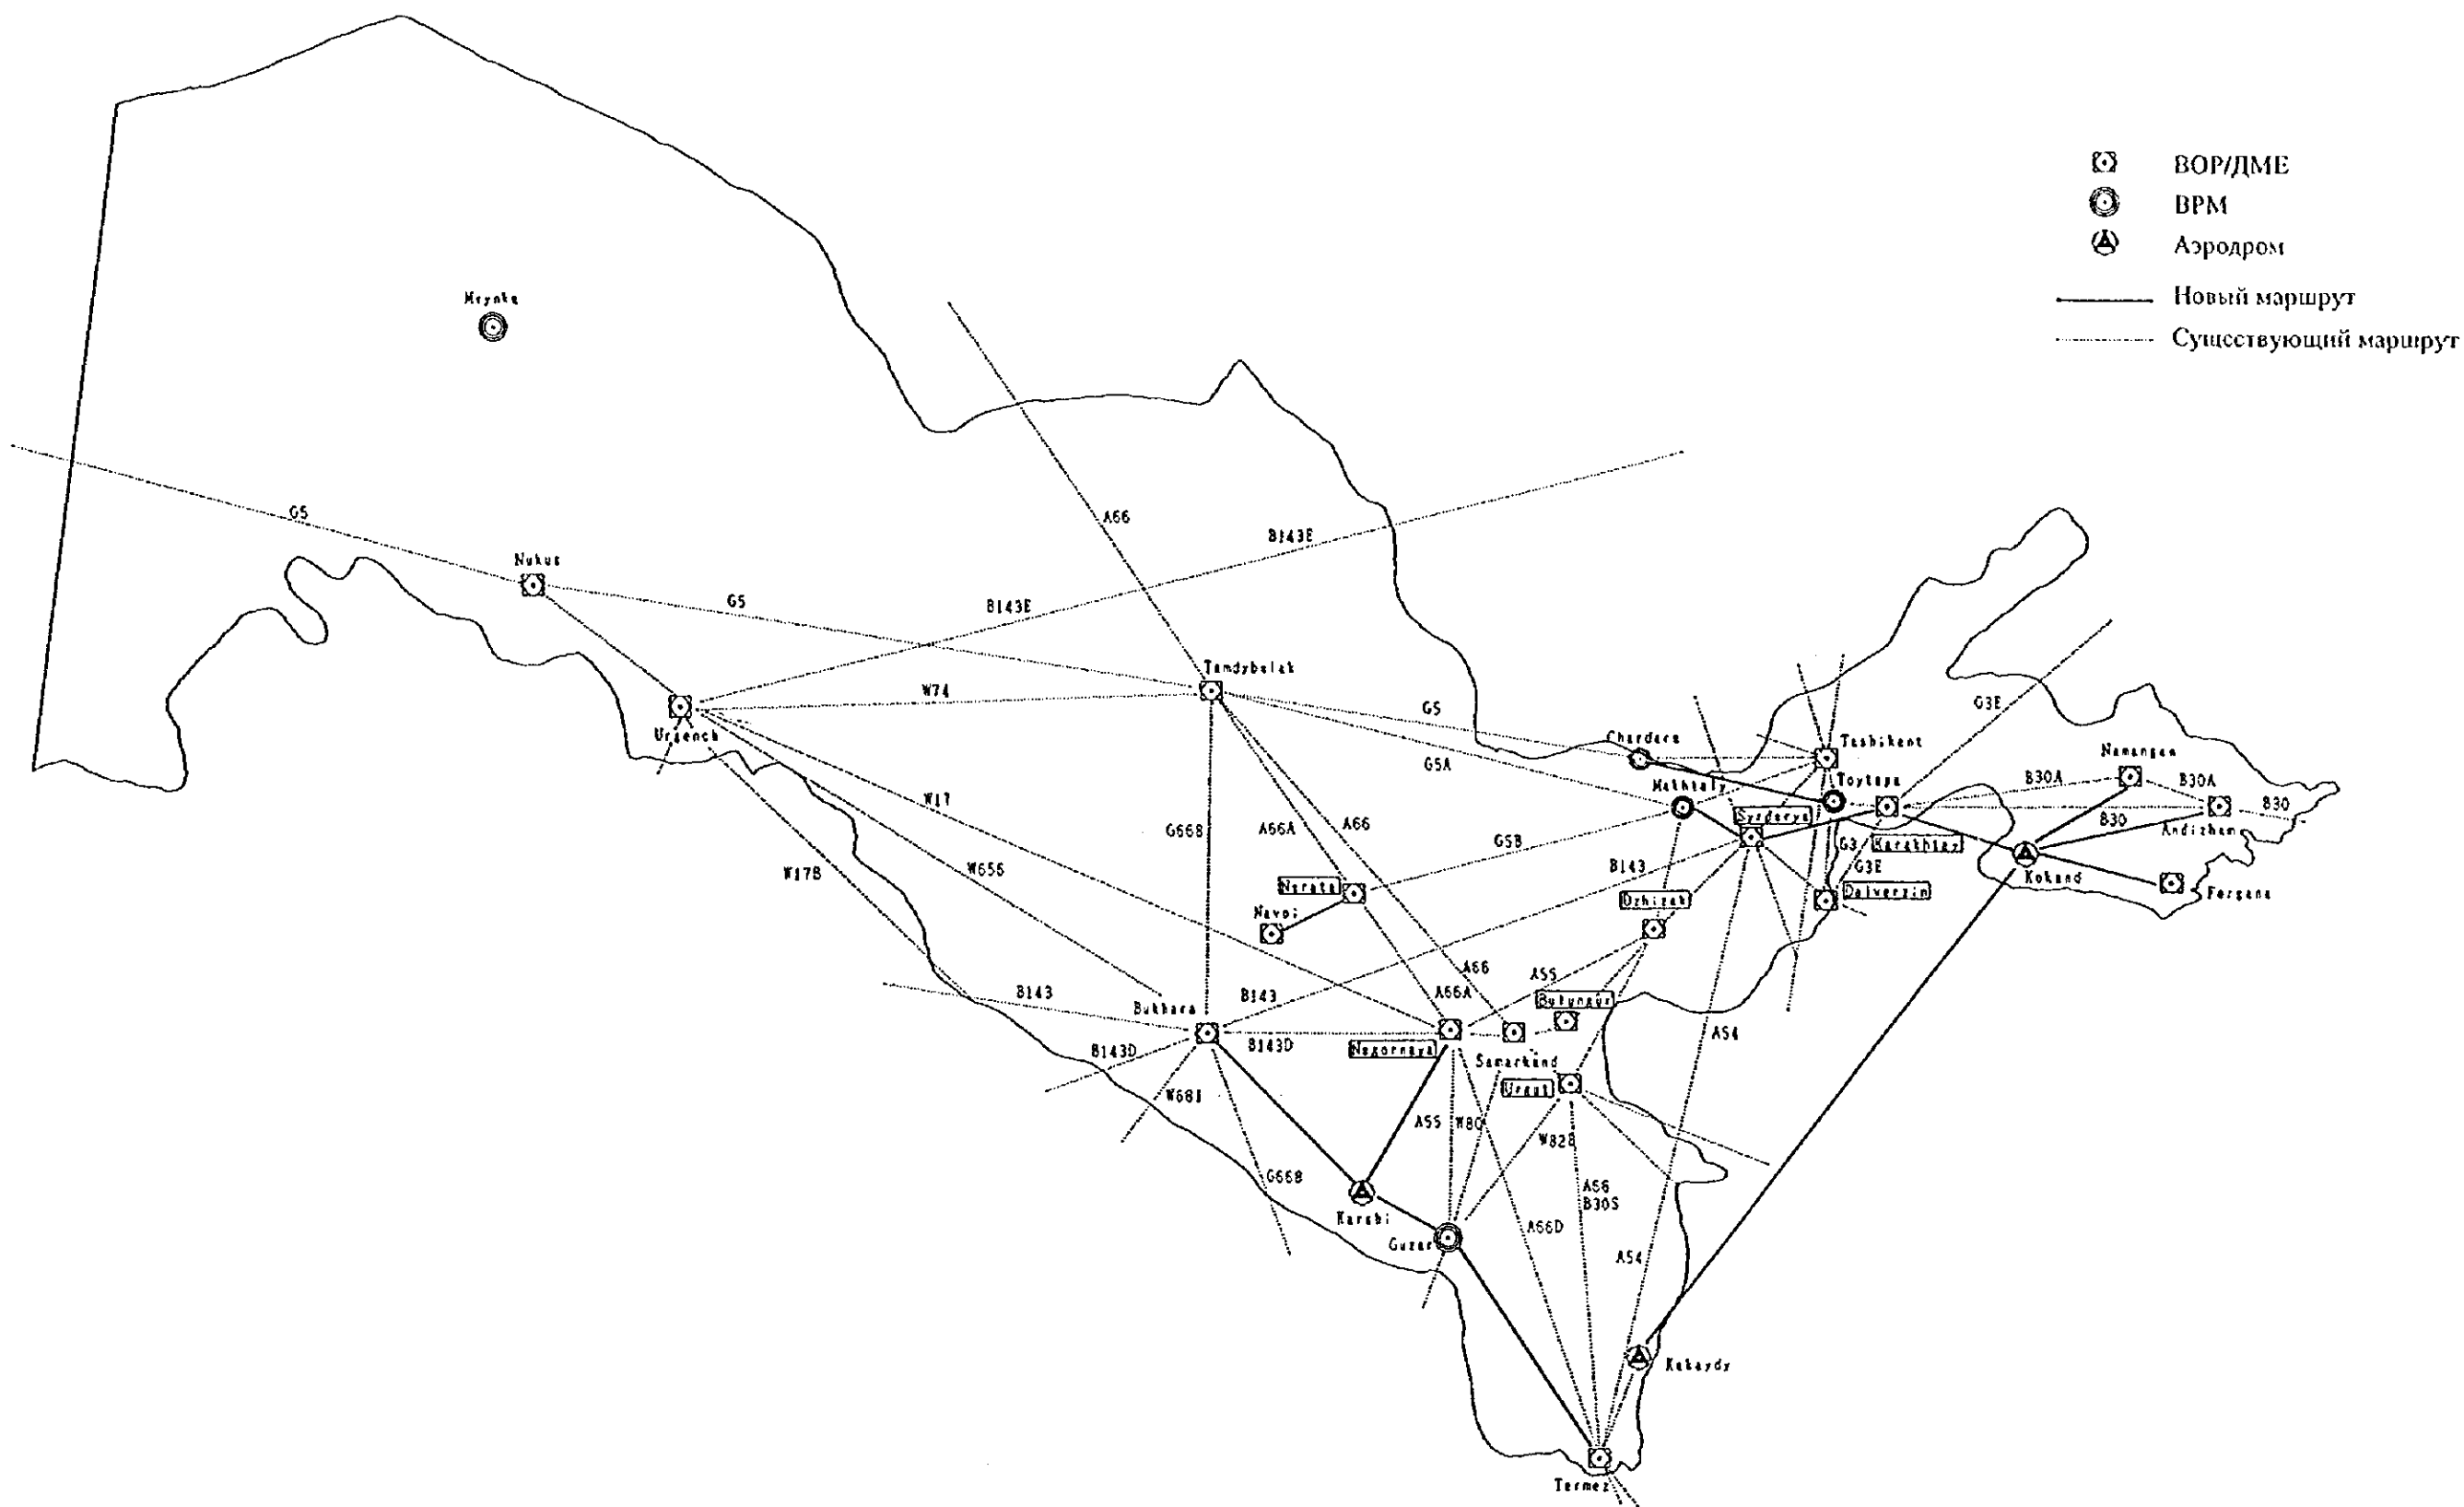 ВОР/ДМЕ
ВРМ
Аэродром
Новый маршрут
Существующий маршрут
A66
G5
B143E
Nukus
G5
B143E
Tamdybulak
W74
G3E
Urgench
G5
Chardara
Tashikent
Namangan
G5A
Toytepa
B30A
B30A
W17
Syrdarya
B30
B30
G668
A66A
A66
G5B
Andizhan
W17B
W656
B143
G3
Karakhtay
G3E
Kokand
Nurata
Dalverzin
Fergana
Navoi
Dzhizak
A66
A55
B143
B143
A66A
Bulungur
Bukhara
A54
B143D
B143D
Nagornaya
Samarkand
Urgut
W681
A55
W80
W828
G668
A66
B30S
Karshi
A66D
Guzar
A54
Kakaydy
Termez